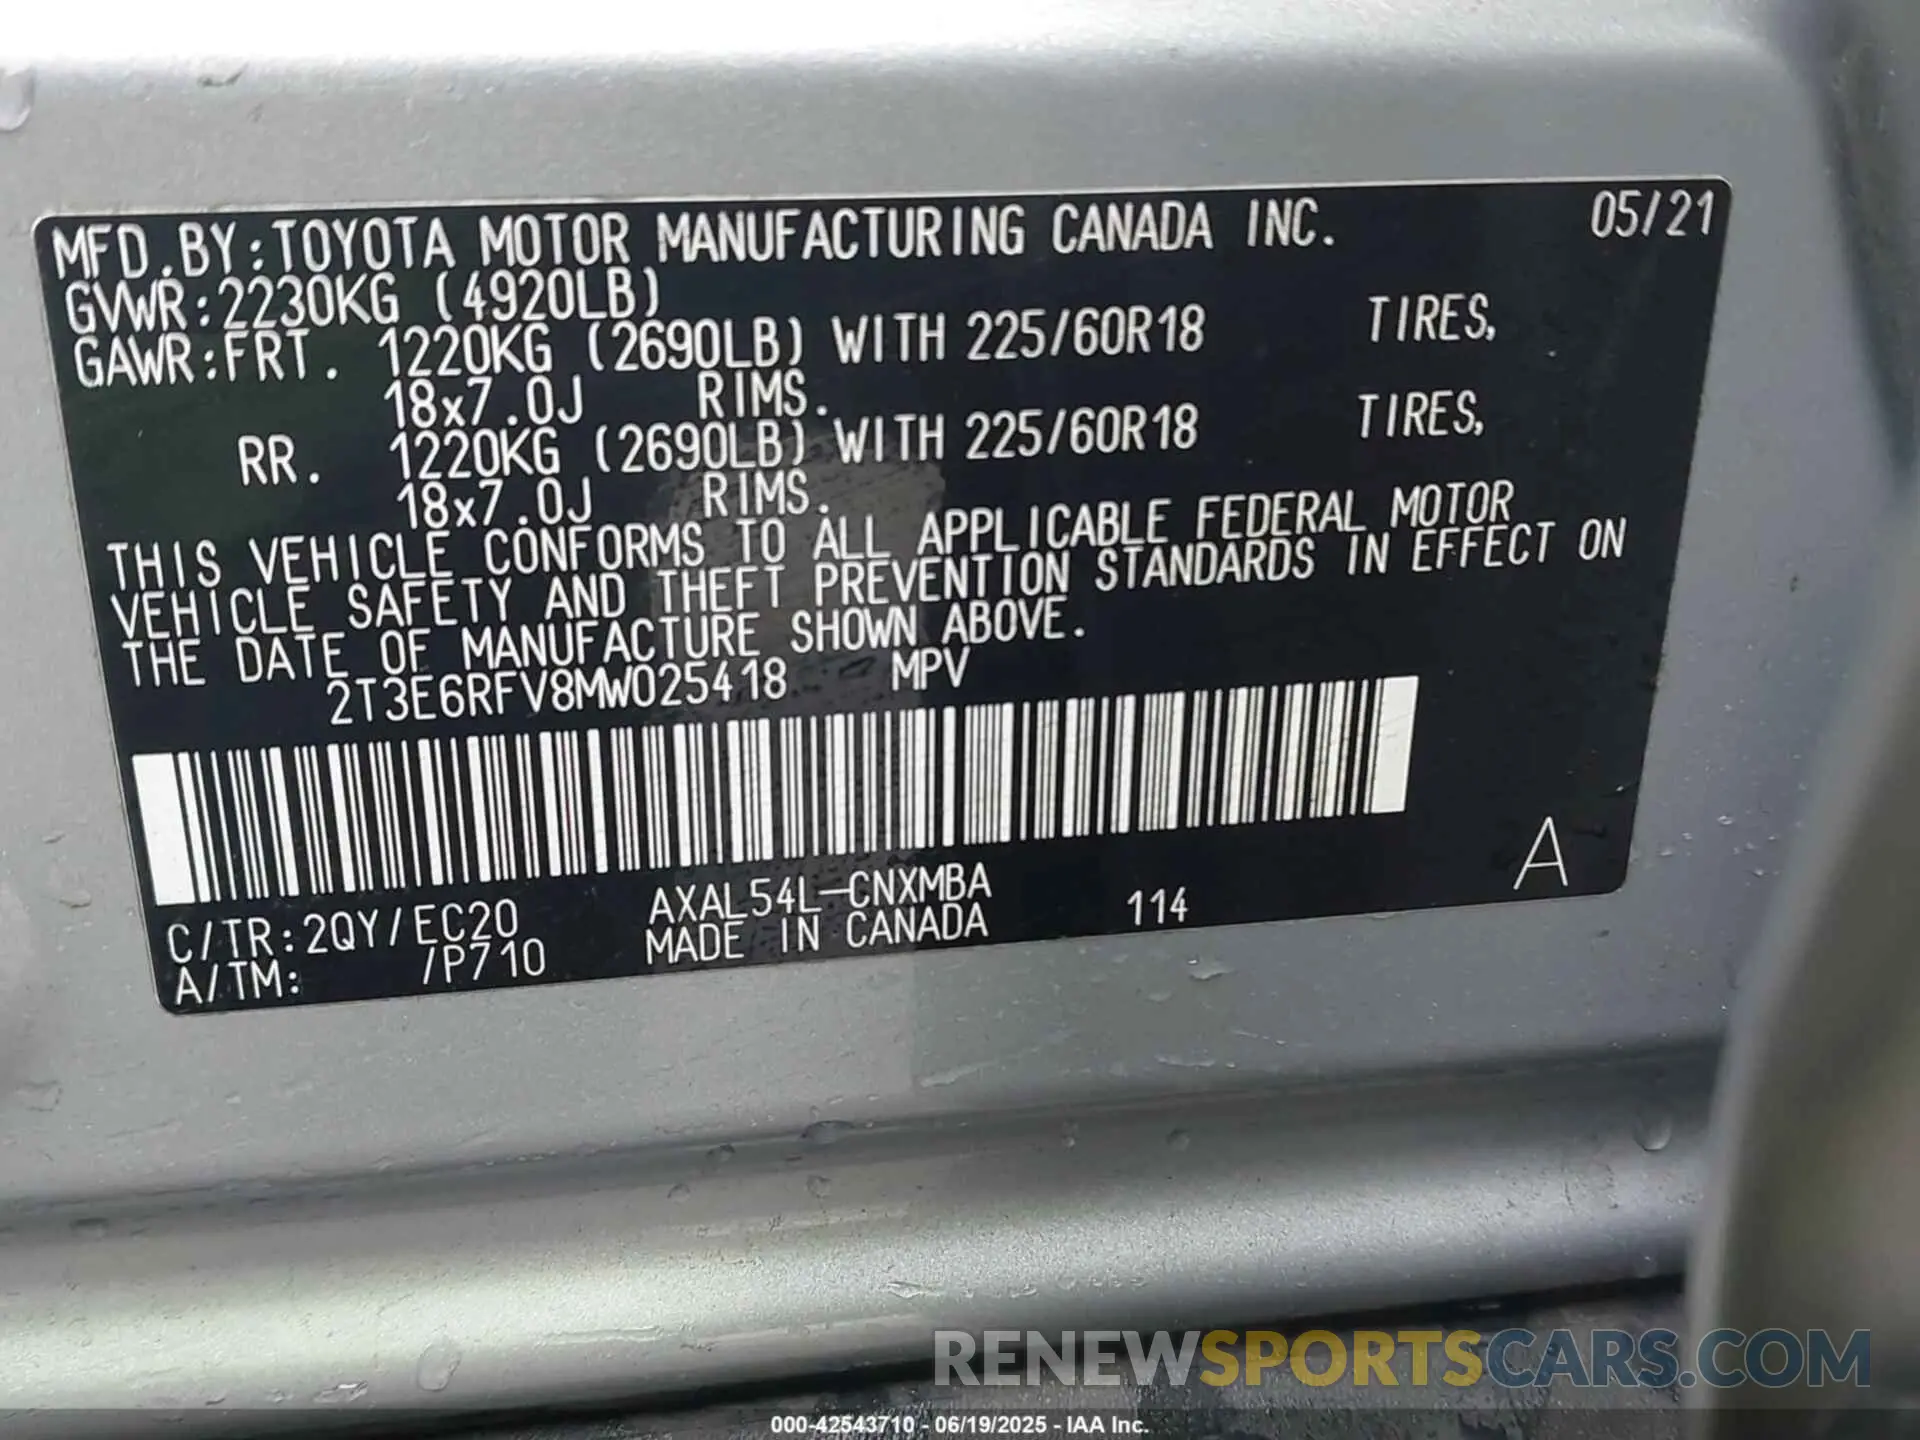 MFD.BY:TOYOTA MOTOR MANUFACTURING CANADA INC. 05/21
GVWR:2230KG (4920LB)
GAWR:FRT. 1220KG (2690LB) WITH 225/60R18 TIRES,
18x7.0J RIMS.
RR. 1220KG (2690LB) WITH 225/60R18 TIRES,
18x7.0J RIMS.
THIS VEHICLE CONFORMS TO ALL APPLICABLE FEDERAL MOTOR
VEHICLE SAFETY AND THEFT PREVENTION STANDARDS IN EFFECT ON
THE DATE OF MANUFACTURE SHOWN ABOVE.
2T3E6RFV8MW025418 MPV
A
C/TR:2QY/EC20 AXAL54L-CNXMBA 114
A/TM: /P710 MADE IN CANADA
RENEWSPORTSCARS.COM
000-42543710 - 06/19/2025 - IAA Inc.